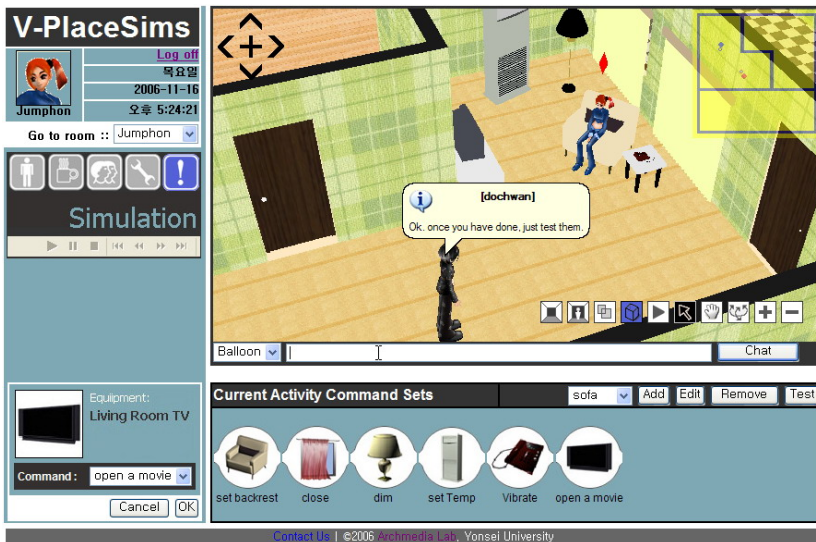 V-PlaceSims
Log off
목요일
2006-11-16
Jumphon
오후 5:24:21
Go to room :: Jumphon
Simulation
[dochwan]
Ok. once you have done, just test them.
Balloon
Chat
Equipment:
Living Room TV
Command : open a movie
Cancel OK
Current Activity Command Sets sofa Add Edit Remove Test
set backrest close dim set Temp Vibrate open a movie
Contact Us | ©2006 Archmedia Lab, Yonsei University